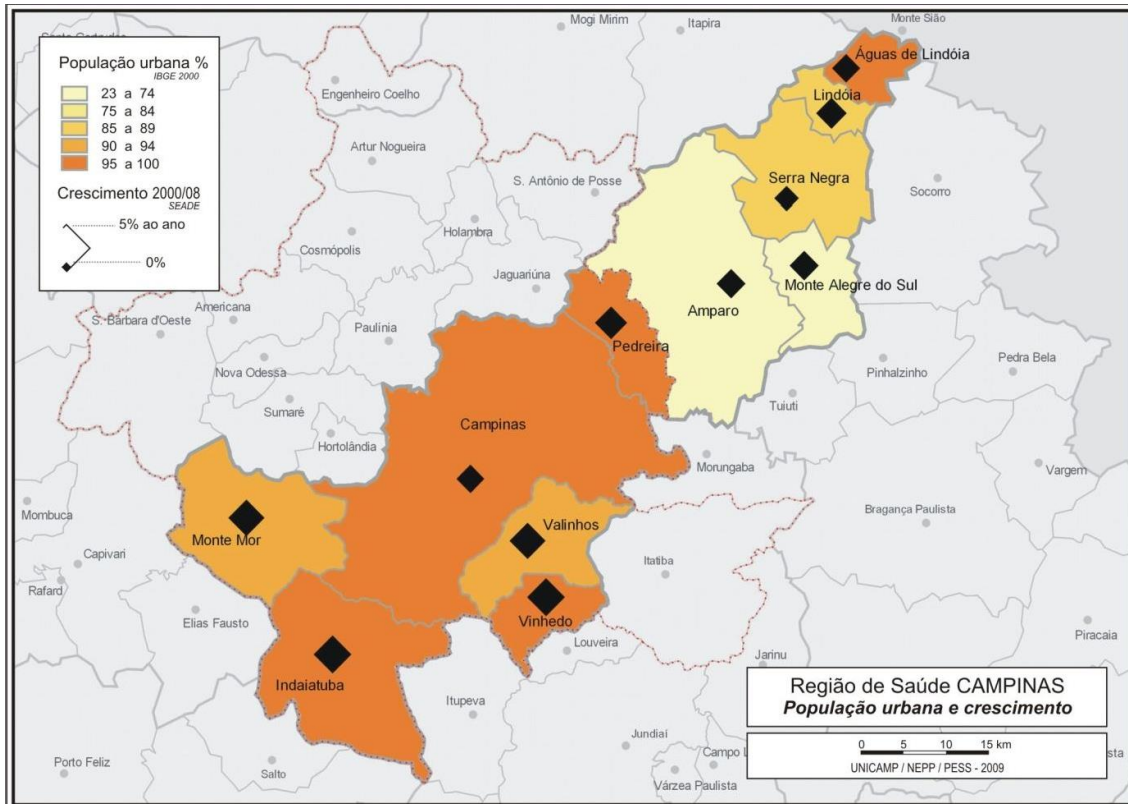 População urbana %
IBGE 2000
23 a 74
75 a 84
85 a 89
90 a 94
95 a 100
Crescimento 2000/08
SEADE
5% ao ano
0%
Mogi Mirim
Itapira
Monte Sião
Águas de Lindóia
Engenheiro Coelho
Lindóia
Artur Nogueira
S. Antônio de Posse
Serra Negra
Socorro
Holambra
Cosmópolis
Jaguariúna
Monte Alegre do Sul
Americana
Amparo
S. Bárbara d'Oeste
Paulínia
Pedreira
Pinhalzinho
Pedra Bela
Nova Odessa
Tuiuti
Sumaré
Campinas
Hortolândia
Morungaba
Vargem
Mombuca
Monte Mor
Valinhos
Bragança Paulista
Capivari
Itatiba
Rafard
Elias Fausto
Vinhedo
Louveira
Piracaia
Jarinu
Indaiatuba
Itupeva
Jundiaí
Campo L
Porto Feliz
Salto
Várzea Paulista
Região de Saúde CAMPINAS
População urbana e crescimento
0 5 10 15 km
UNICAMP / NEPP / PESS - 2009